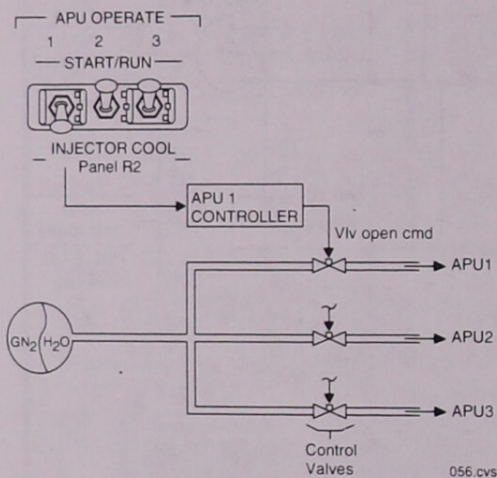 APU OPERATE
1 2 3
START/RUN
INJECTOR COOL
Panel R2
APU 1
CONTROLLER
Vlv open cmd
APU1
GN2 H2O
APU2
APU3
Control
Valves
056.cvs